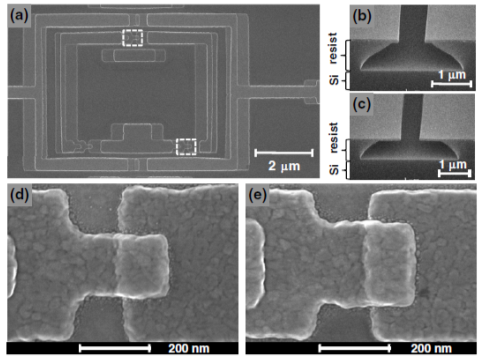 (a)
2 μm
(b)
resist
Si
1 μm
(c)
resist
Si
1 μm
(d)
200 nm
(e)
200 nm